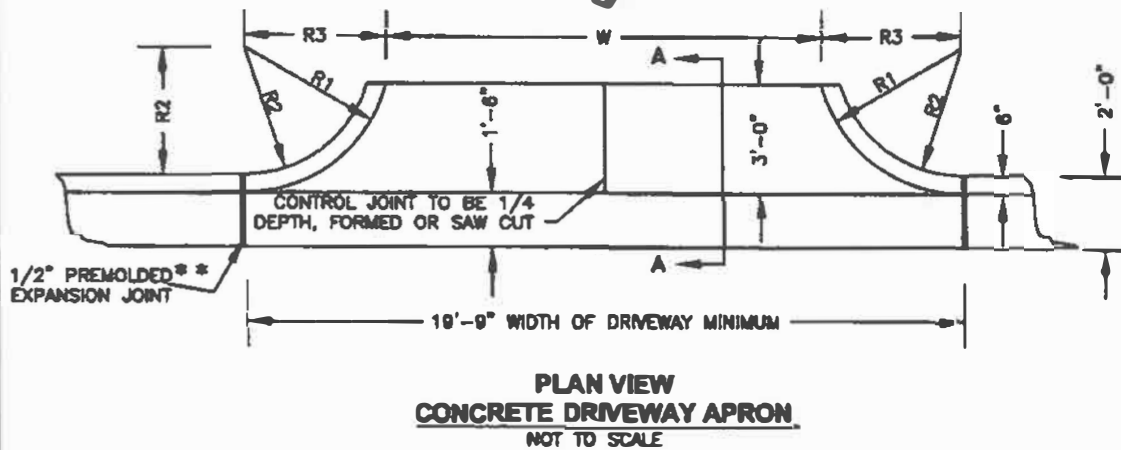 R3
W
R3
A
R2
R1
R2
1'-6"
3'-0"
R1
R2
6"
2'-0"
CONTROL JOINT TO BE 1/4
DEPTH, FORMED OR SAW CUT
A
1/2" PREMOLDED**
EXPANSION JOINT
19'-9" WIDTH OF DRIVEWAY MINIMUM
PLAN VIEW
CONCRETE DRIVEWAY APRON
NOT TO SCALE